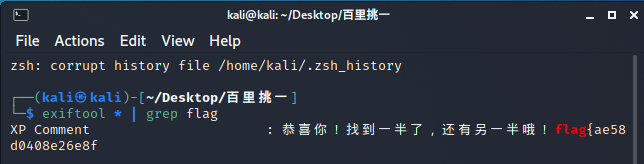 kali@kali: ~/Desktop/百里挑一
File Actions Edit View Help
zsh: corrupt history file /home/kali/.zsh_history
┌──(kali㉿kali)-[~/Desktop/百里挑一]
└─$ exiftool * | grep flag
XP Comment : 恭喜你！找到一半了，还有另一半哦！flag{ae58
d0408e26e8f